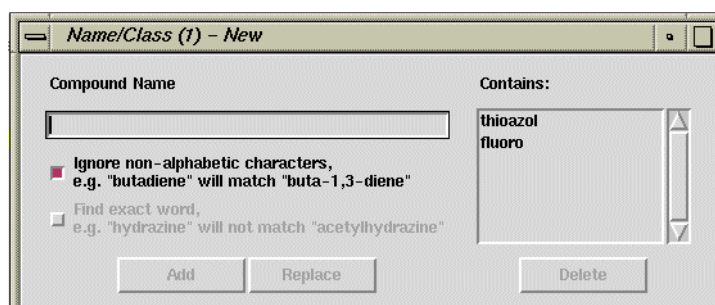 Name/Class (1) - New
Compound Name
Contains:
thioazol
fluoro
Ignore non-alphabetic characters,
e.g. "butadiene" will match "buta-1,3-diene"
Find exact word,
e.g. "hydrazine" will not match "acetylhydrazine"
Add
Replace
Delete